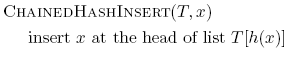 CHAINEDHASHINSERT(T, x)
insert x at the head of list T[h(x)]